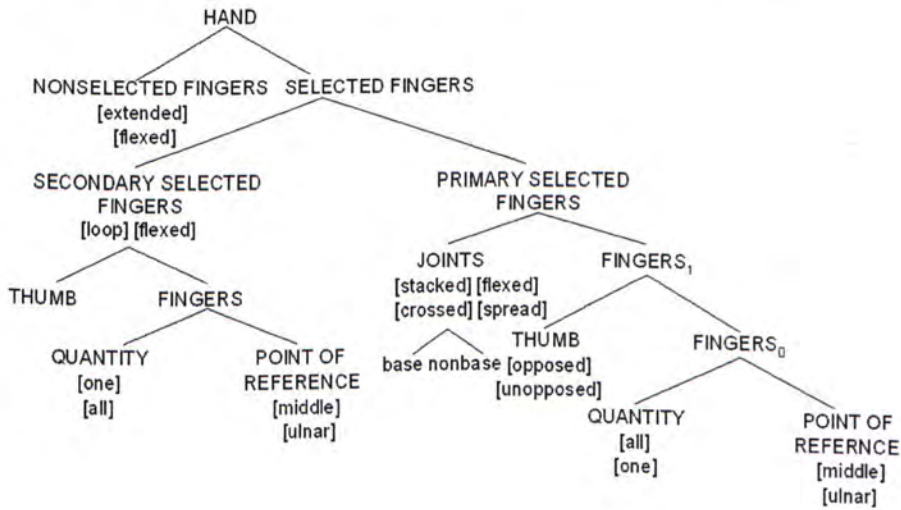 HAND
NONSELECTED FINGERS SELECTED FINGERS
[extended]
[flexed]
SECONDARY SELECTED
FINGERS
[loop] [flexed]
PRIMARY SELECTED
FINGERS
THUMB
FINGERS
JOINTS
[stacked] [flexed]
[crossed] [spread]
FINGERS₁
base nonbase
THUMB
[opposed]
[unopposed]
FINGERS₀
QUANTITY
[one]
[all]
POINT OF
REFERENCE
[middle]
[ulnar]
QUANTITY
[all]
[one]
POINT OF
REFERNCE
[middle]
[ulnar]